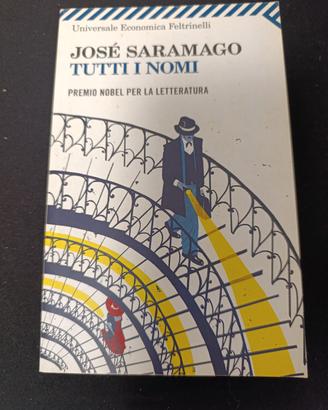 Universale Economica Feltrinelli
JOSÉ SARAMAGO
TUTTI I NOMI
PREMIO NOBEL PER LA LETTERATURA